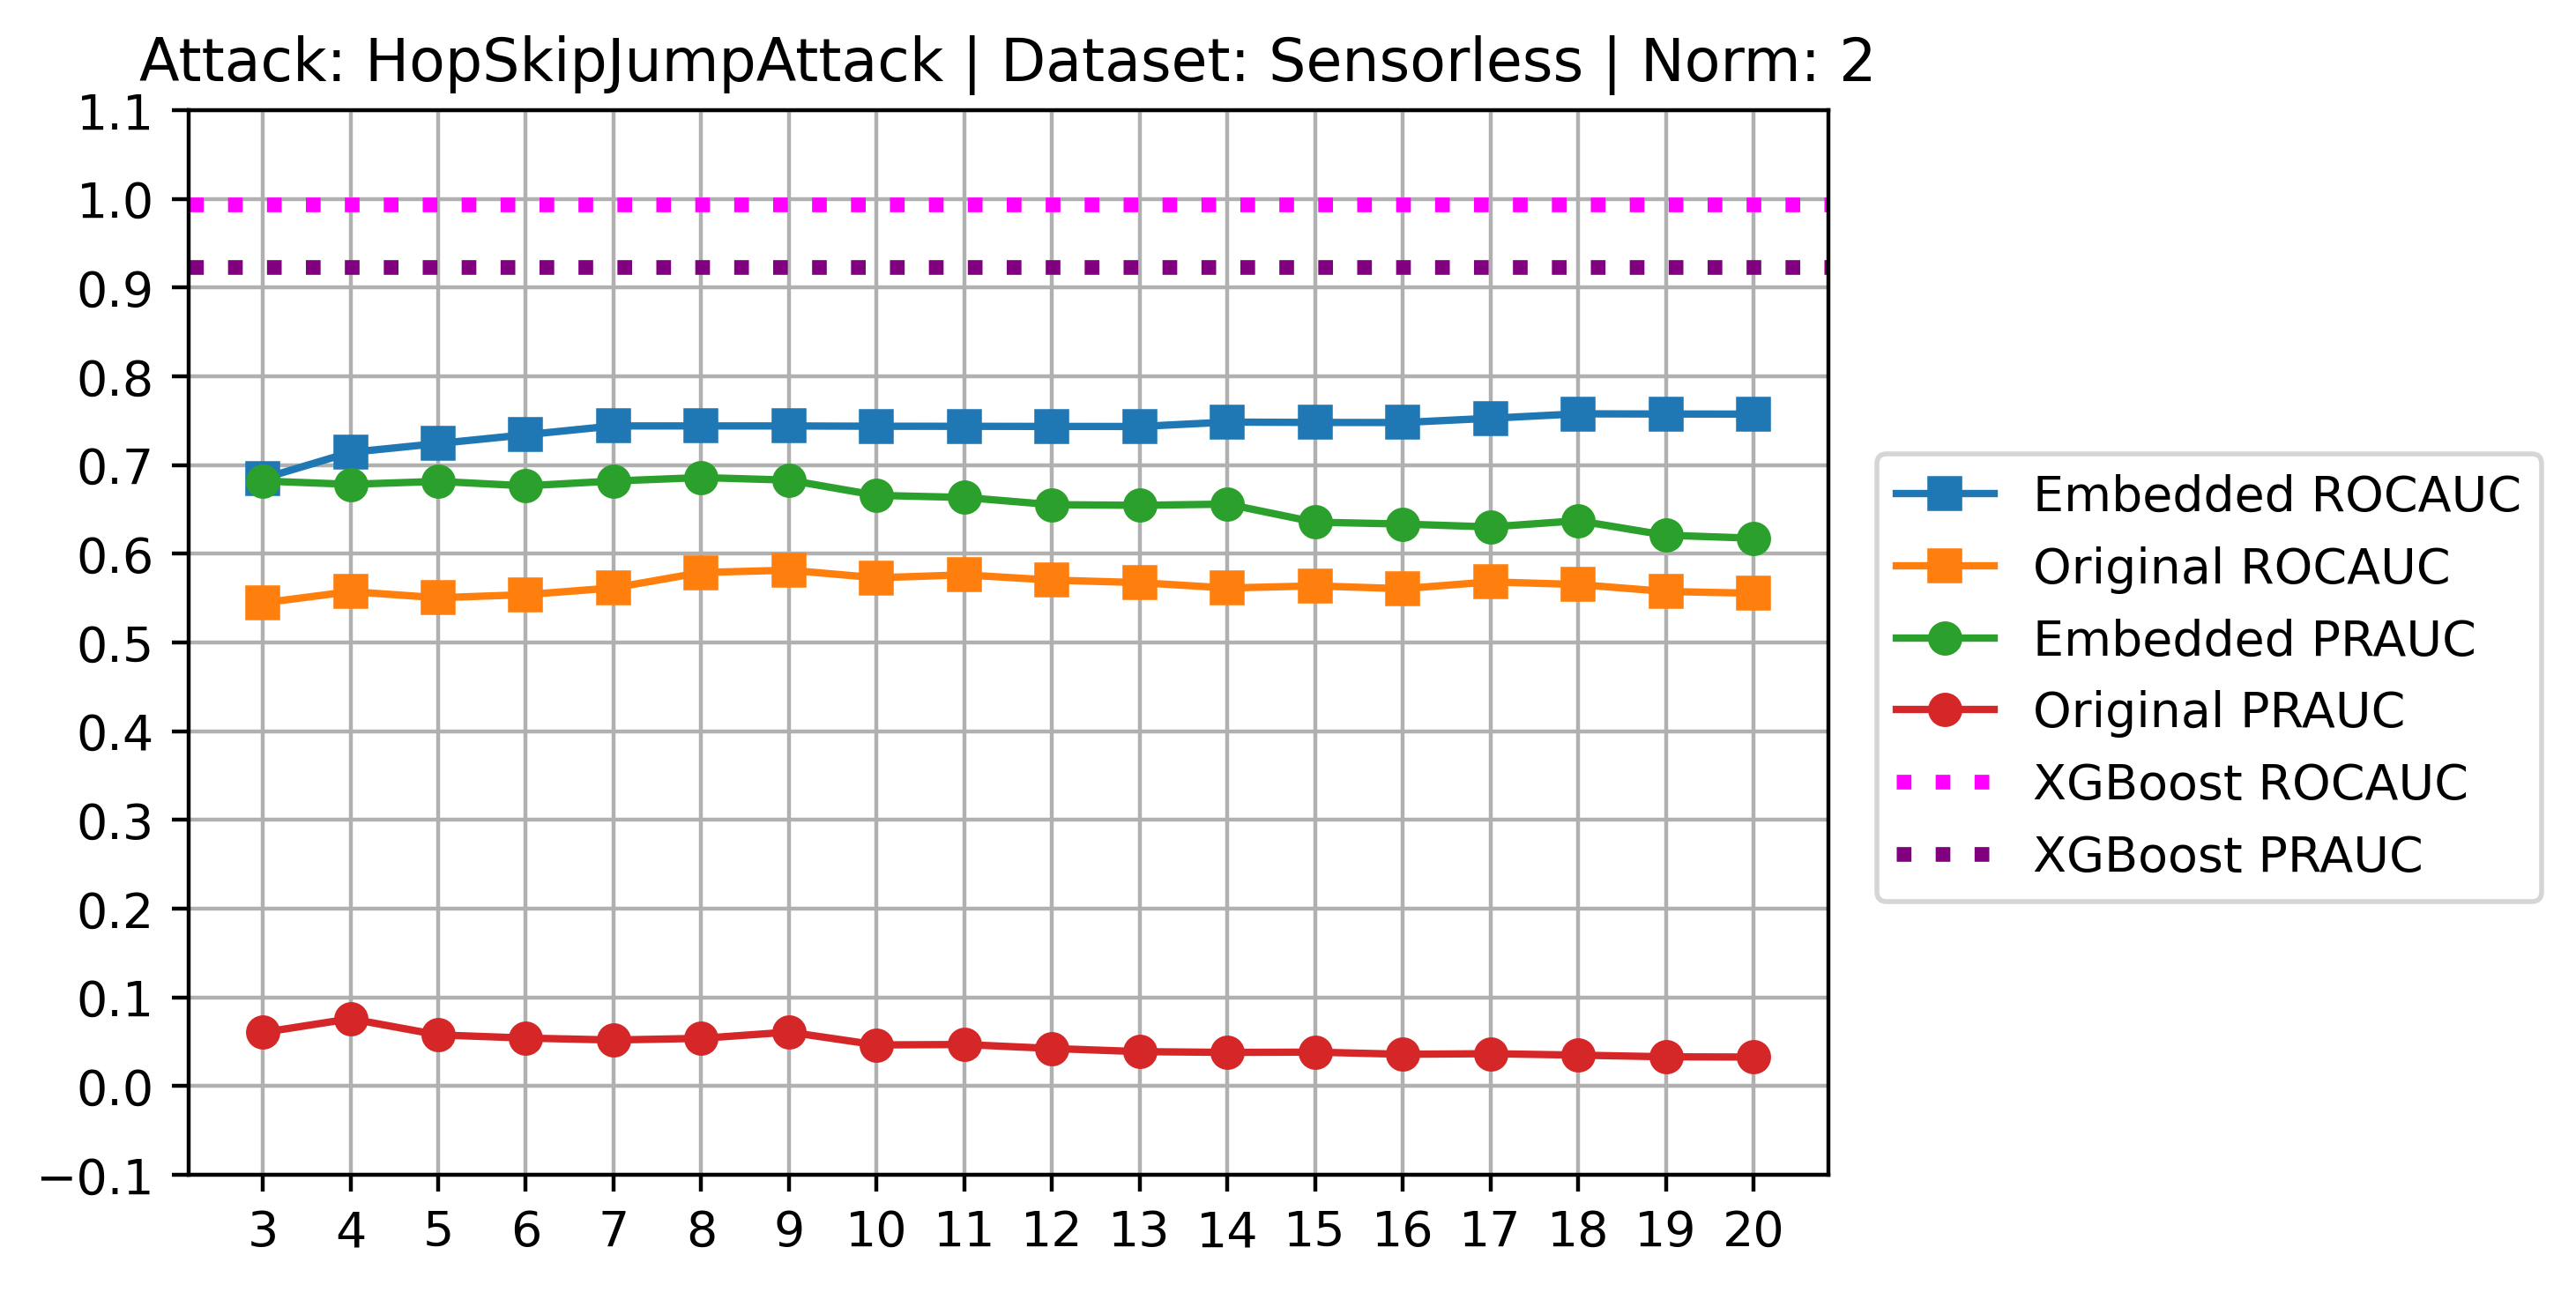 Attack: HopSkipJumpAttack | Dataset: Sensorless | Norm: 2
1.1
1.0
0.9
0.8
0.7
0.6
0.5
0.4
0.3
0.2
0.1
0.0
−0.1
3 4 5 6 7 8 9 10 11 12 13 14 15 16 17 18 19 20
Embedded ROCAUC
Original ROCAUC
Embedded PRAUC
Original PRAUC
XGBoost ROCAUC
XGBoost PRAUC